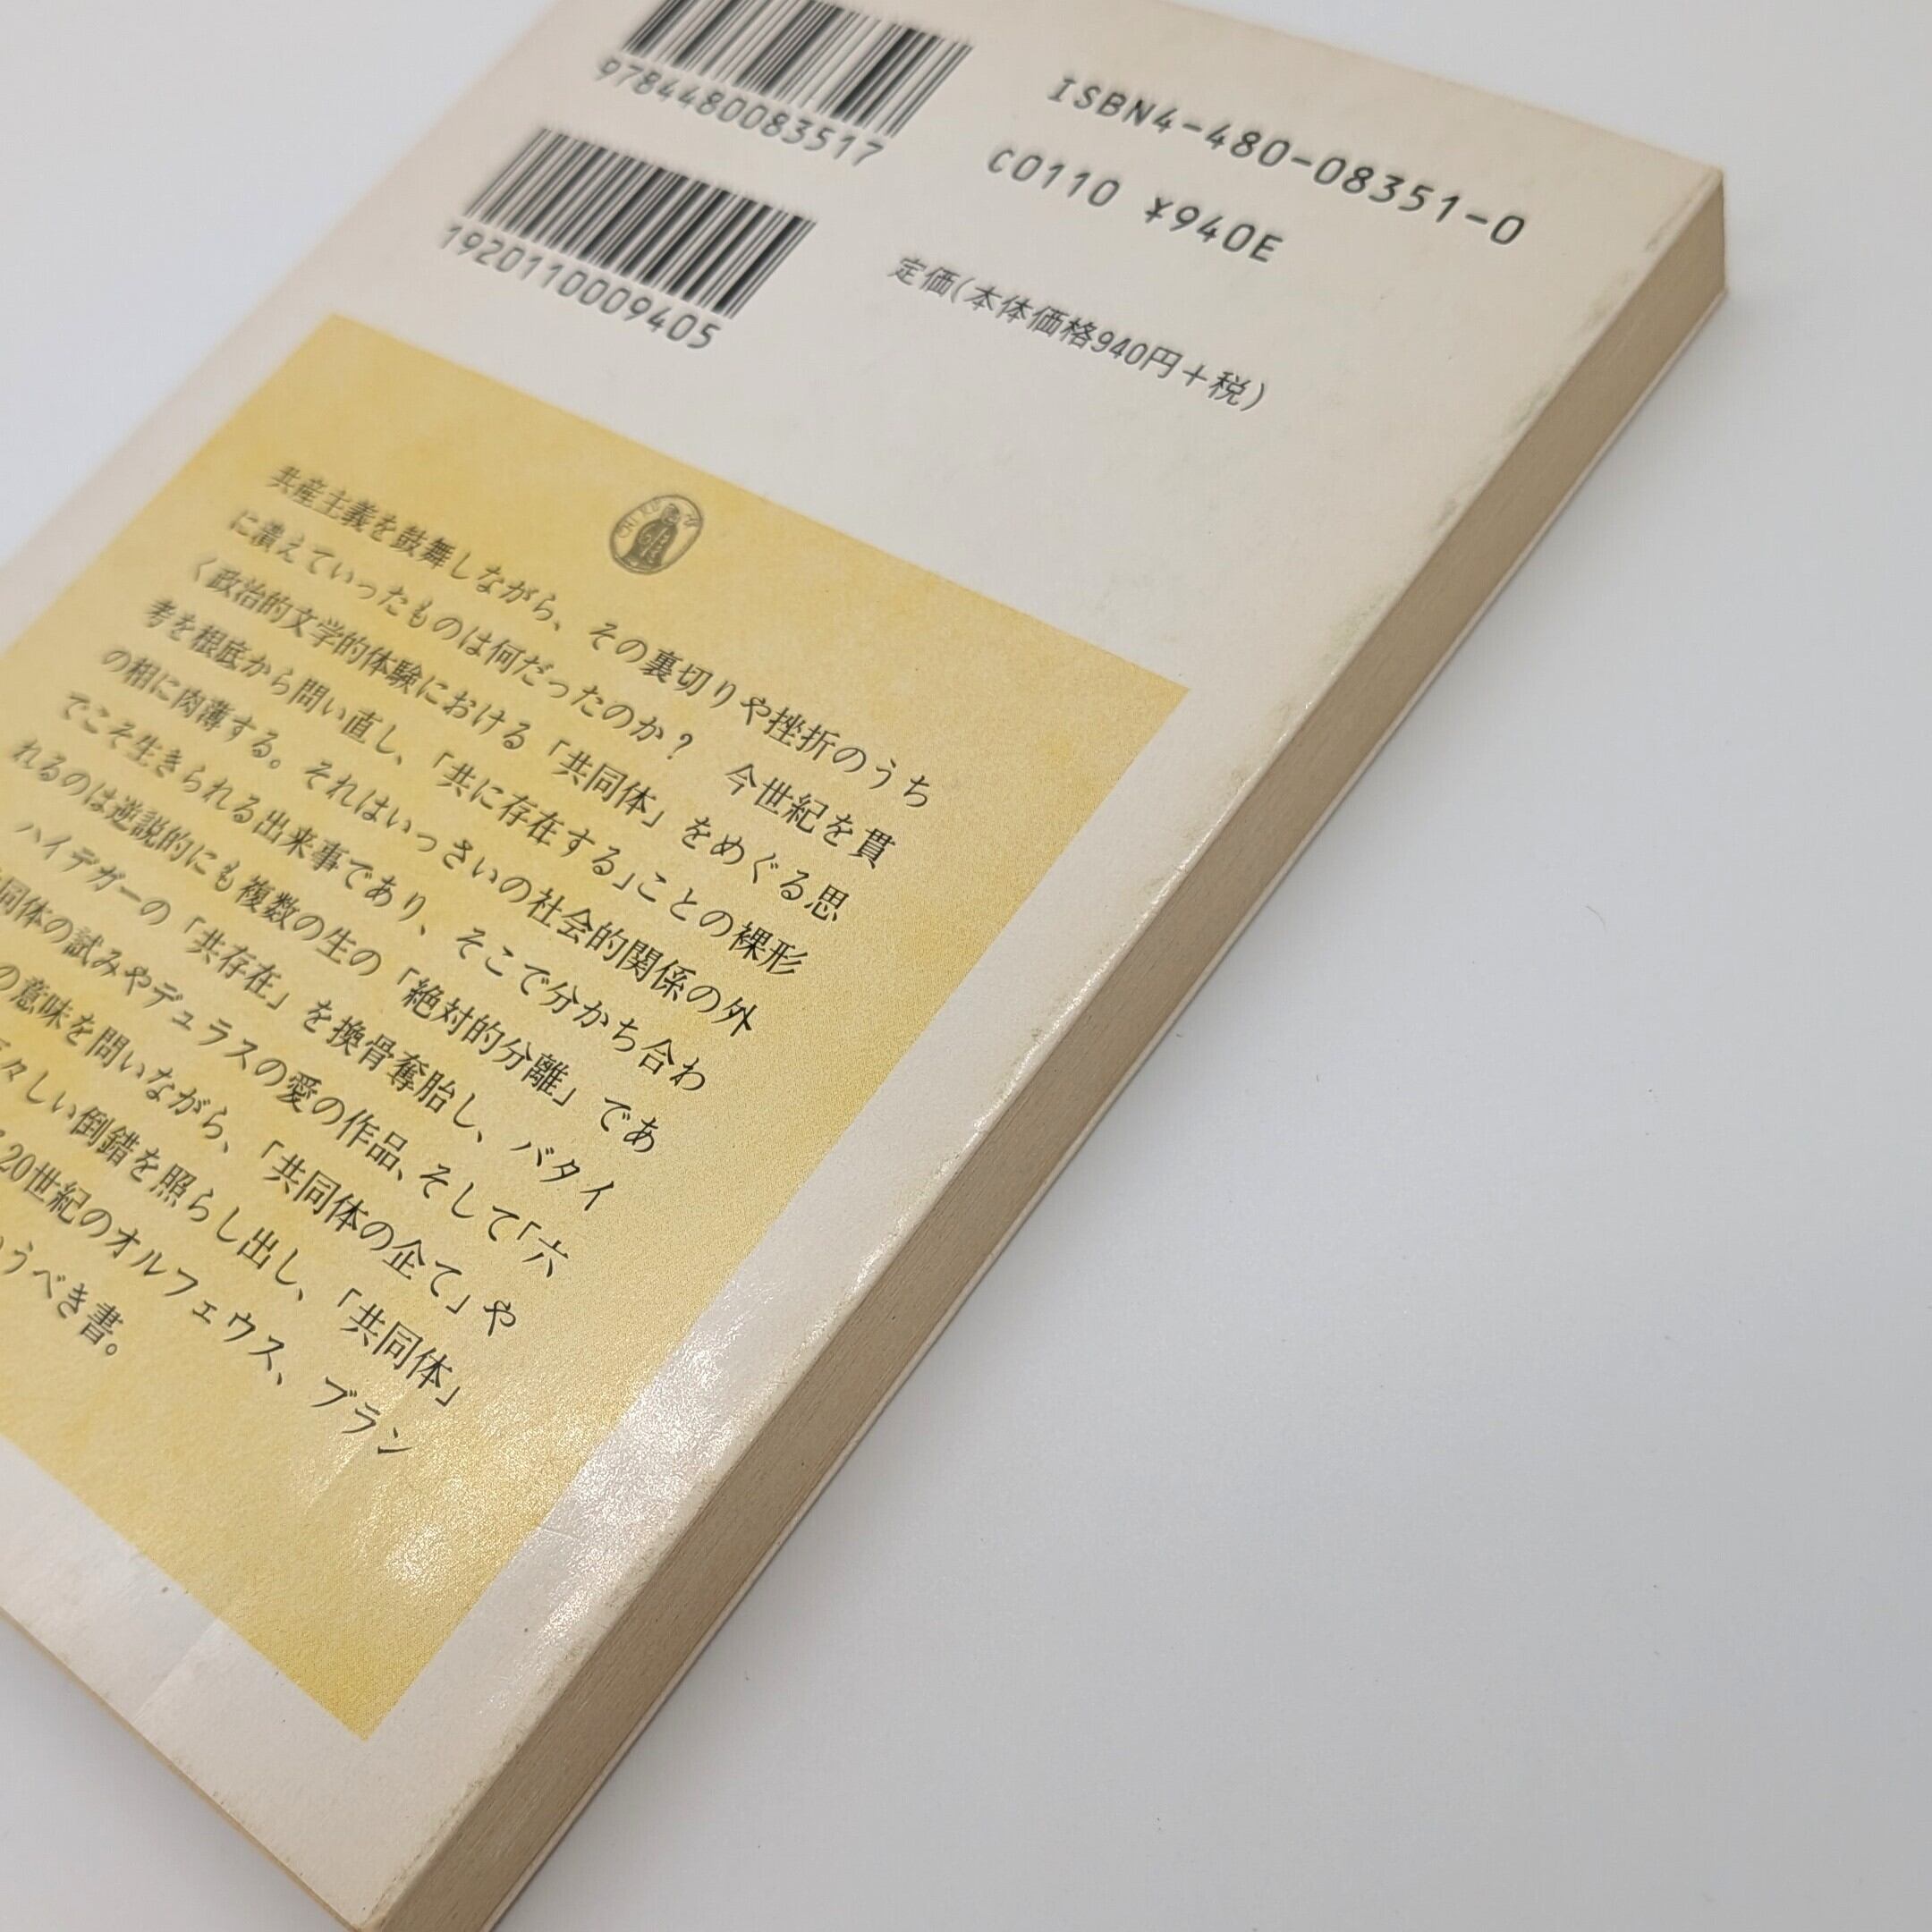 9784480083517
ISBN4-480-08351-0
1920110009405
C0110 ¥940E
定価(本体価格940円+税)
共産主義を鼓舞しながら、その裏切りや挫折のうち
に潰えていったものは何だったのか? 今世紀を貫
く政治的文学的体験における「共同体」をめぐる思
考を根底から問い直し、「共に存在する」ことの裸形
の相に肉薄する。それはいっさいの社会的関係の外
でこそ生きられる出来事であり、そこで分かち合わ
れるのは逆説的にも複数の生の「絶対的分離」であ
ハイデガーの「共存在」を換骨奪胎し、バタイ
同体の試みやデュラスの愛の作品、そして「六
の意味を問いながら、「共同体の企て」や
々しい倒錯を照らし出し、「共同体」
20世紀のオルフェウス、ブラン
うべき書。